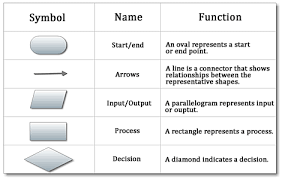 Symbol Name Function
Start/end An oval represents a start
or end point.
Arrows A line is a connector that shows
relationships between the
representative shapes.
Input/Output A parallelogram represents input
or ouptut.
Process A rectangle represents a process.
Decision A diamond indicates a decision.